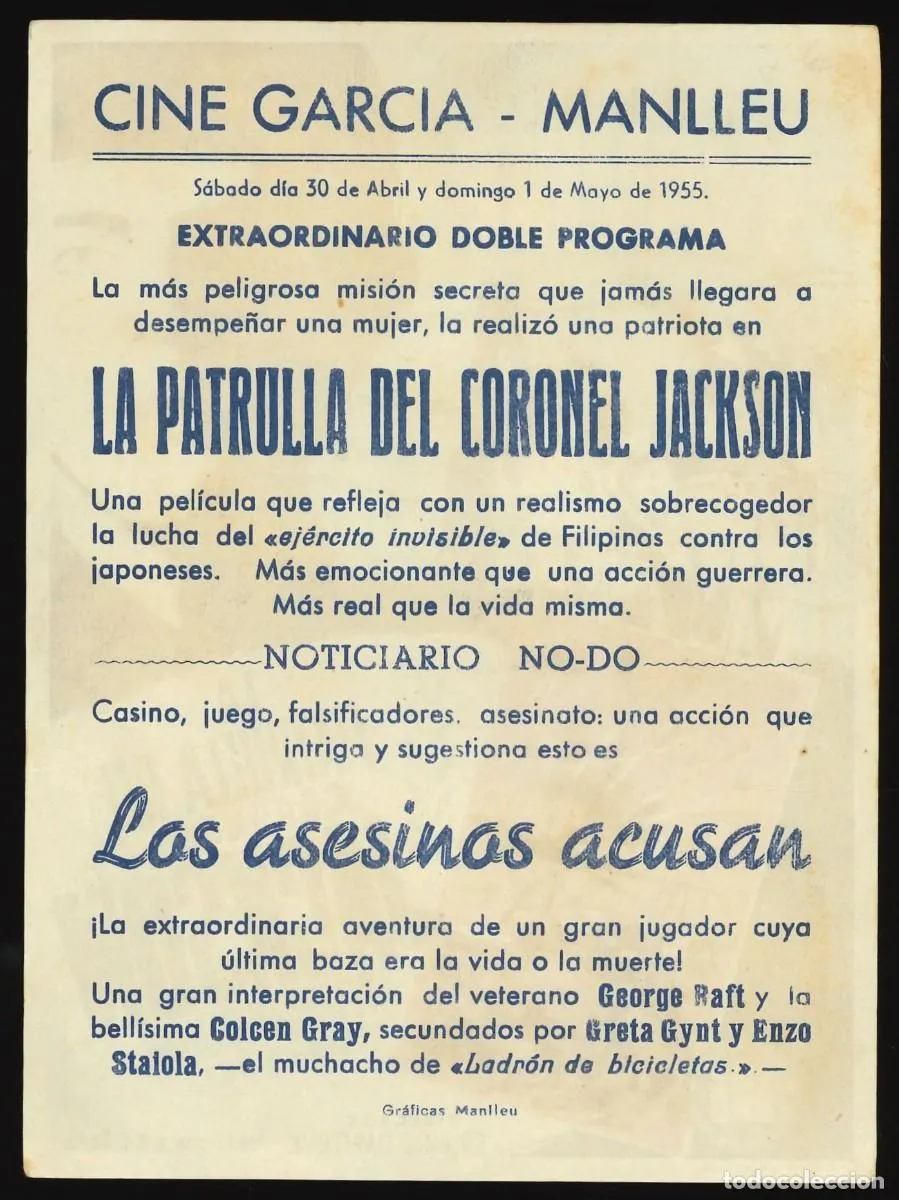 CINE GARCIA - MANLLEU
Sábado día 30 de Abril y domingo 1 de Mayo de 1955.
EXTRAORDINARIO DOBLE PROGRAMA
La más peligrosa misión secreta que jamás llegara a
desempeñar una mujer, la realizó una patriota en
LA PATRULLA DEL CORONEL JACKSON
Una película que refleja con un realismo sobrecogedor
la lucha del «ejército invisible» de Filipinas contra los
japoneses. Más emocionante que una acción guerrera.
Más real que la vida misma.
NOTICIARIO NO-DO
Casino, juego, falsificadores. asesinato: una acción que
intriga y sugestiona esto es
Los asesinos acusan
¡La extraordinaria aventura de un gran jugador cuya
última baza era la vida o la muerte!
Una gran interpretación del veterano George Raft y la
bellísima Colcen Gray, secundados por Greta Gynt y Enzo
Staiola, —el muchacho de «Ladrón de bicicletas.».—
Gráficas Manlleu
todocoleccion